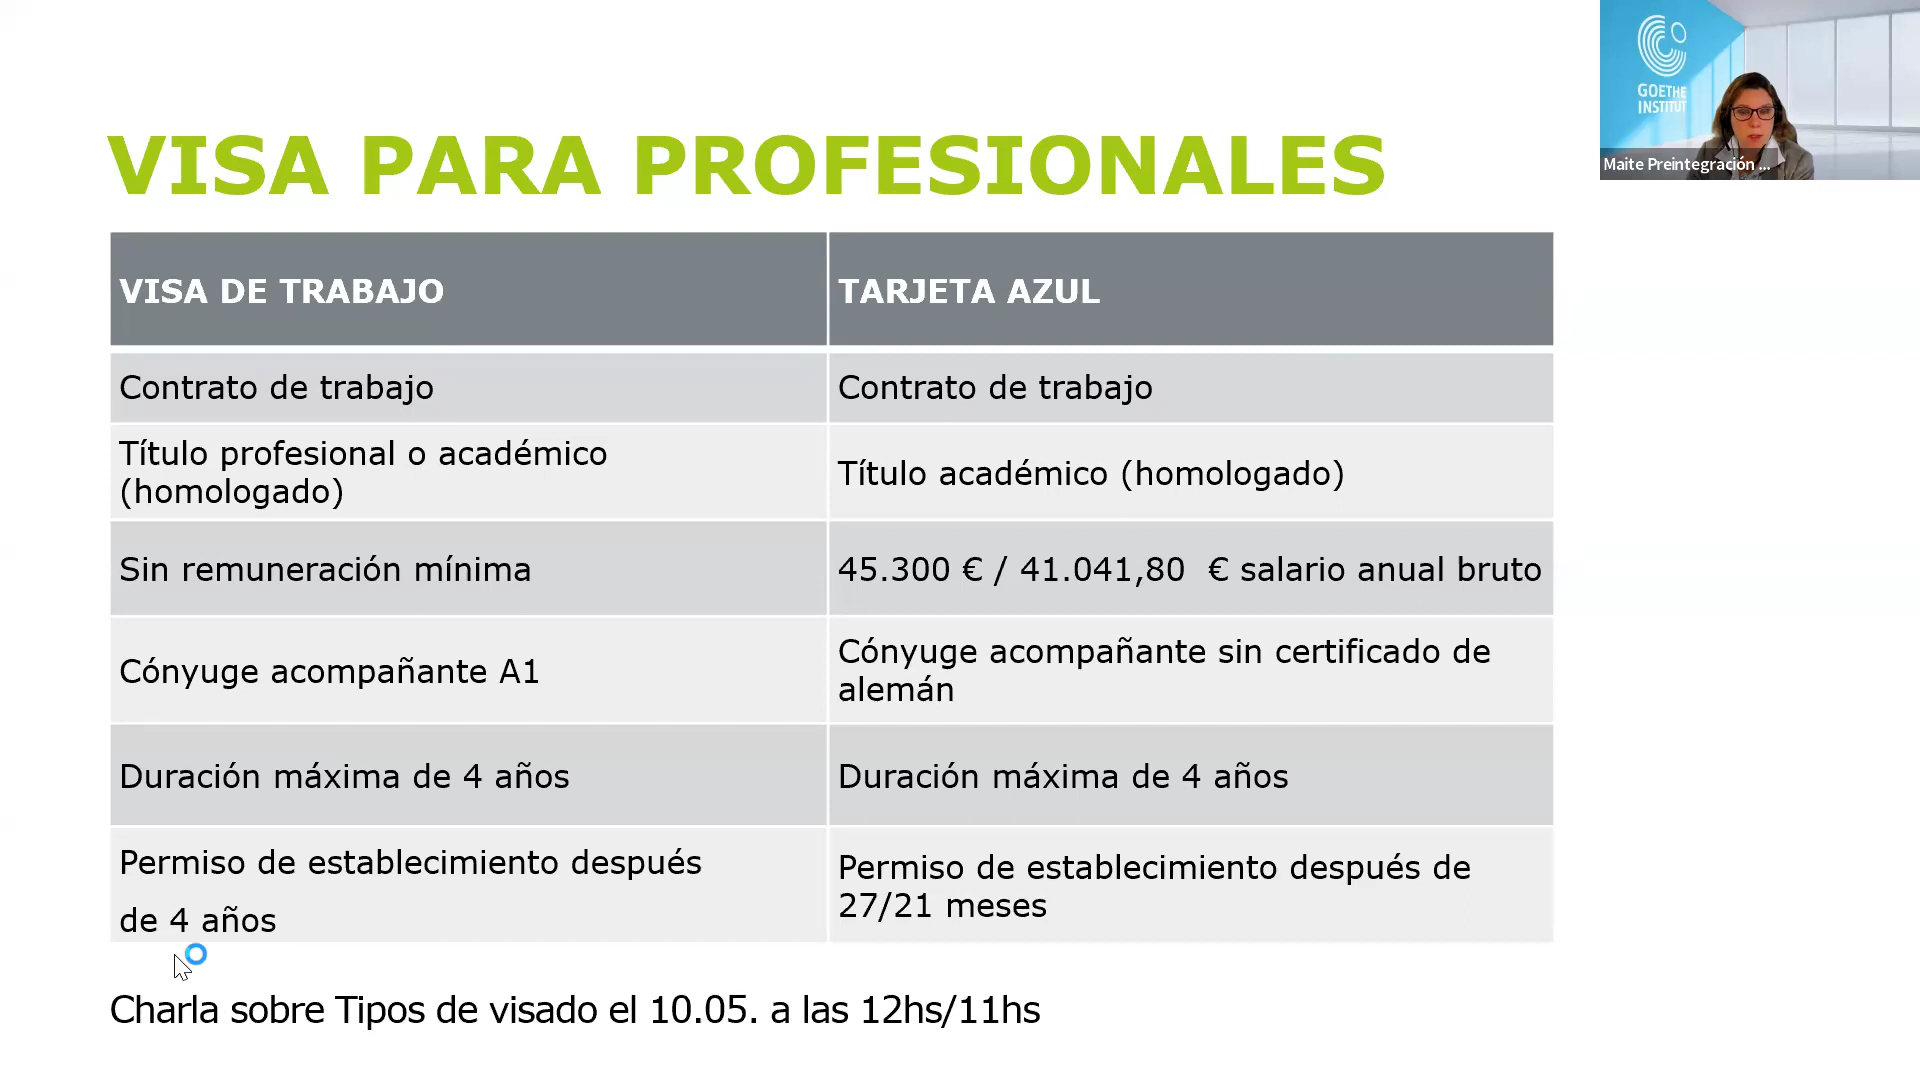 VISA PARA PROFESIONALES
GOETHE
INSTITUT
Maite Preintegración ...
VISA DE TRABAJO
TARJETA AZUL
Contrato de trabajo
Contrato de trabajo
Título profesional o académico
(homologado)
Título académico (homologado)
Sin remuneración mínima
45.300 € / 41.041,80 € salario anual bruto
Cónyuge acompañante A1
Cónyuge acompañante sin certificado de
alemán
Duración máxima de 4 años
Duración máxima de 4 años
Permiso de establecimiento después
de 4 años
Permiso de establecimiento después de
27/21 meses
Charla sobre Tipos de visado el 10.05. a las 12hs/11hs